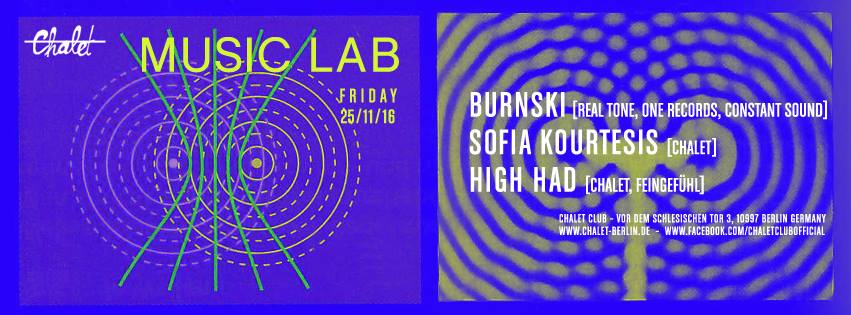 Chalet
MUSIC LAB
FRIDAY
25/11/16
BURNSKI [REAL TONE, ONE RECORDS, CONSTANT SOUND]
SOFIA KOURTESIS [CHALET]
HIGH HAD [CHALET, FEINGEFÜHL]
CHALET CLUB - VOR DEM SCHLESISCHEN TOR 3, 10997 BERLIN GERMANY
WWW.CHALET-BERLIN.DE - WWW.FACEBOOK.COM/CHALETCLUBOFFICIAL